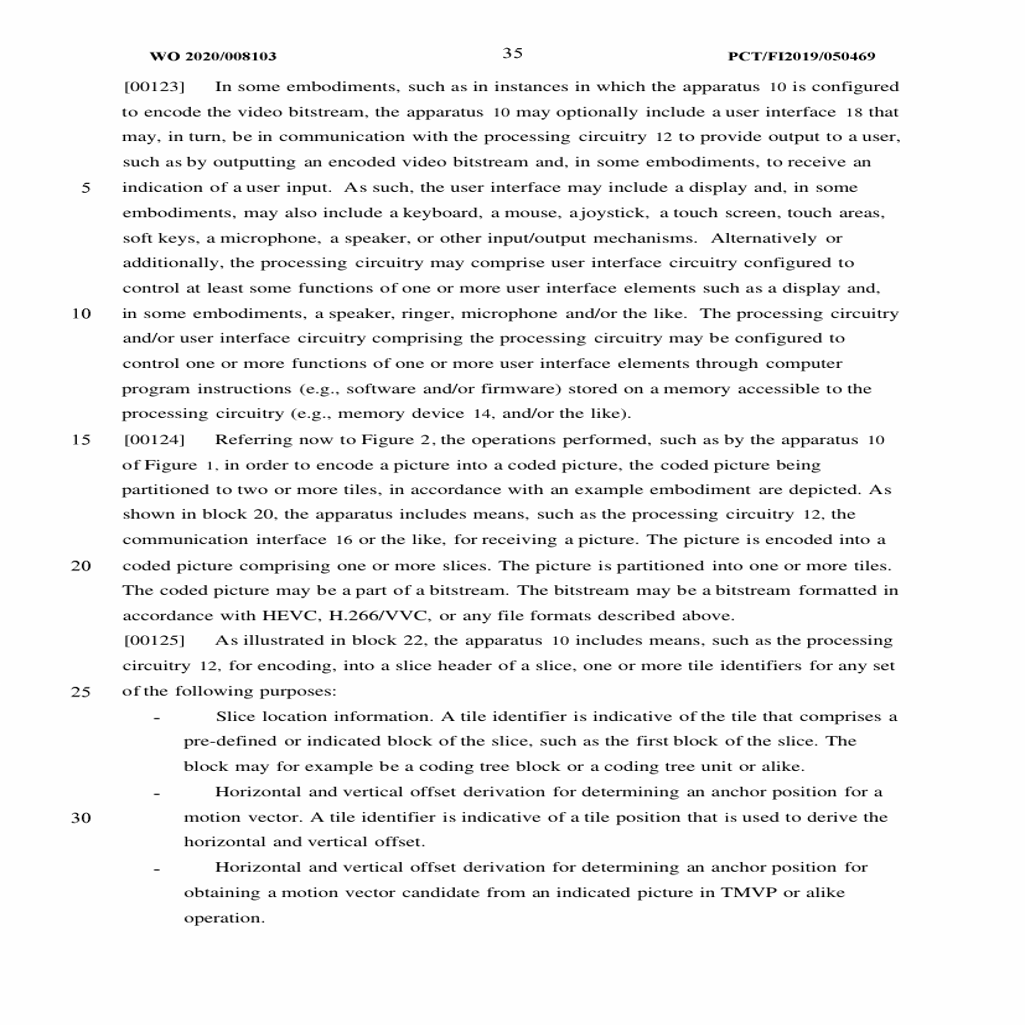 WO 2020/008103 35 PCT/FI2019/050469
[00123] In some embodiments, such as in instances in which the apparatus 10 is configured
to encode the video bitstream, the apparatus 10 may optionally include a user interface 18 that
may, in turn, be in communication with the processing circuitry 12 to provide output to a user,
such as by outputting an encoded video bitstream and, in some embodiments, to receive an
5 indication of a user input. As such, the user interface may include a display and, in some
embodiments, may also include a keyboard, a mouse, a joystick, a touch screen, touch areas,
soft keys, a microphone, a speaker, or other input/output mechanisms. Alternatively or
additionally, the processing circuitry may comprise user interface circuitry configured to
control at least some functions of one or more user interface elements such as a display and,
10 in some embodiments, a speaker, ringer, microphone and/or the like. The processing circuitry
and/or user interface circuitry comprising the processing circuitry may be configured to
control one or more functions of one or more user interface elements through computer
program instructions (e.g., software and/or firmware) stored on a memory accessible to the
processing circuitry (e.g., memory device 14, and/or the like).
15 [00124] Referring now to Figure 2, the operations performed, such as by the apparatus 10
of Figure 1, in order to encode a picture into a coded picture, the coded picture being
partitioned to two or more tiles, in accordance with an example embodiment are depicted. As
shown in block 20, the apparatus includes means, such as the processing circuitry 12, the
communication interface 16 or the like, for receiving a picture. The picture is encoded into a
20 coded picture comprising one or more slices. The picture is partitioned into one or more tiles.
The coded picture may be a part of a bitstream. The bitstream may be a bitstream formatted in
accordance with HEVC, H.266/VVC, or any file formats described above.
[00125] As illustrated in block 22, the apparatus 10 includes means, such as the processing
circuitry 12, for encoding, into a slice header of a slice, one or more tile identifiers for any set
25 of the following purposes:
- Slice location information. A tile identifier is indicative of the tile that comprises a
pre-defined or indicated block of the slice, such as the first block of the slice. The
block may for example be a coding tree block or a coding tree unit or alike.
- Horizontal and vertical offset derivation for determining an anchor position for a
30 motion vector. A tile identifier is indicative of a tile position that is used to derive the
horizontal and vertical offset.
- Horizontal and vertical offset derivation for determining an anchor position for
obtaining a motion vector candidate from an indicated picture in TMVP or alike
operation.